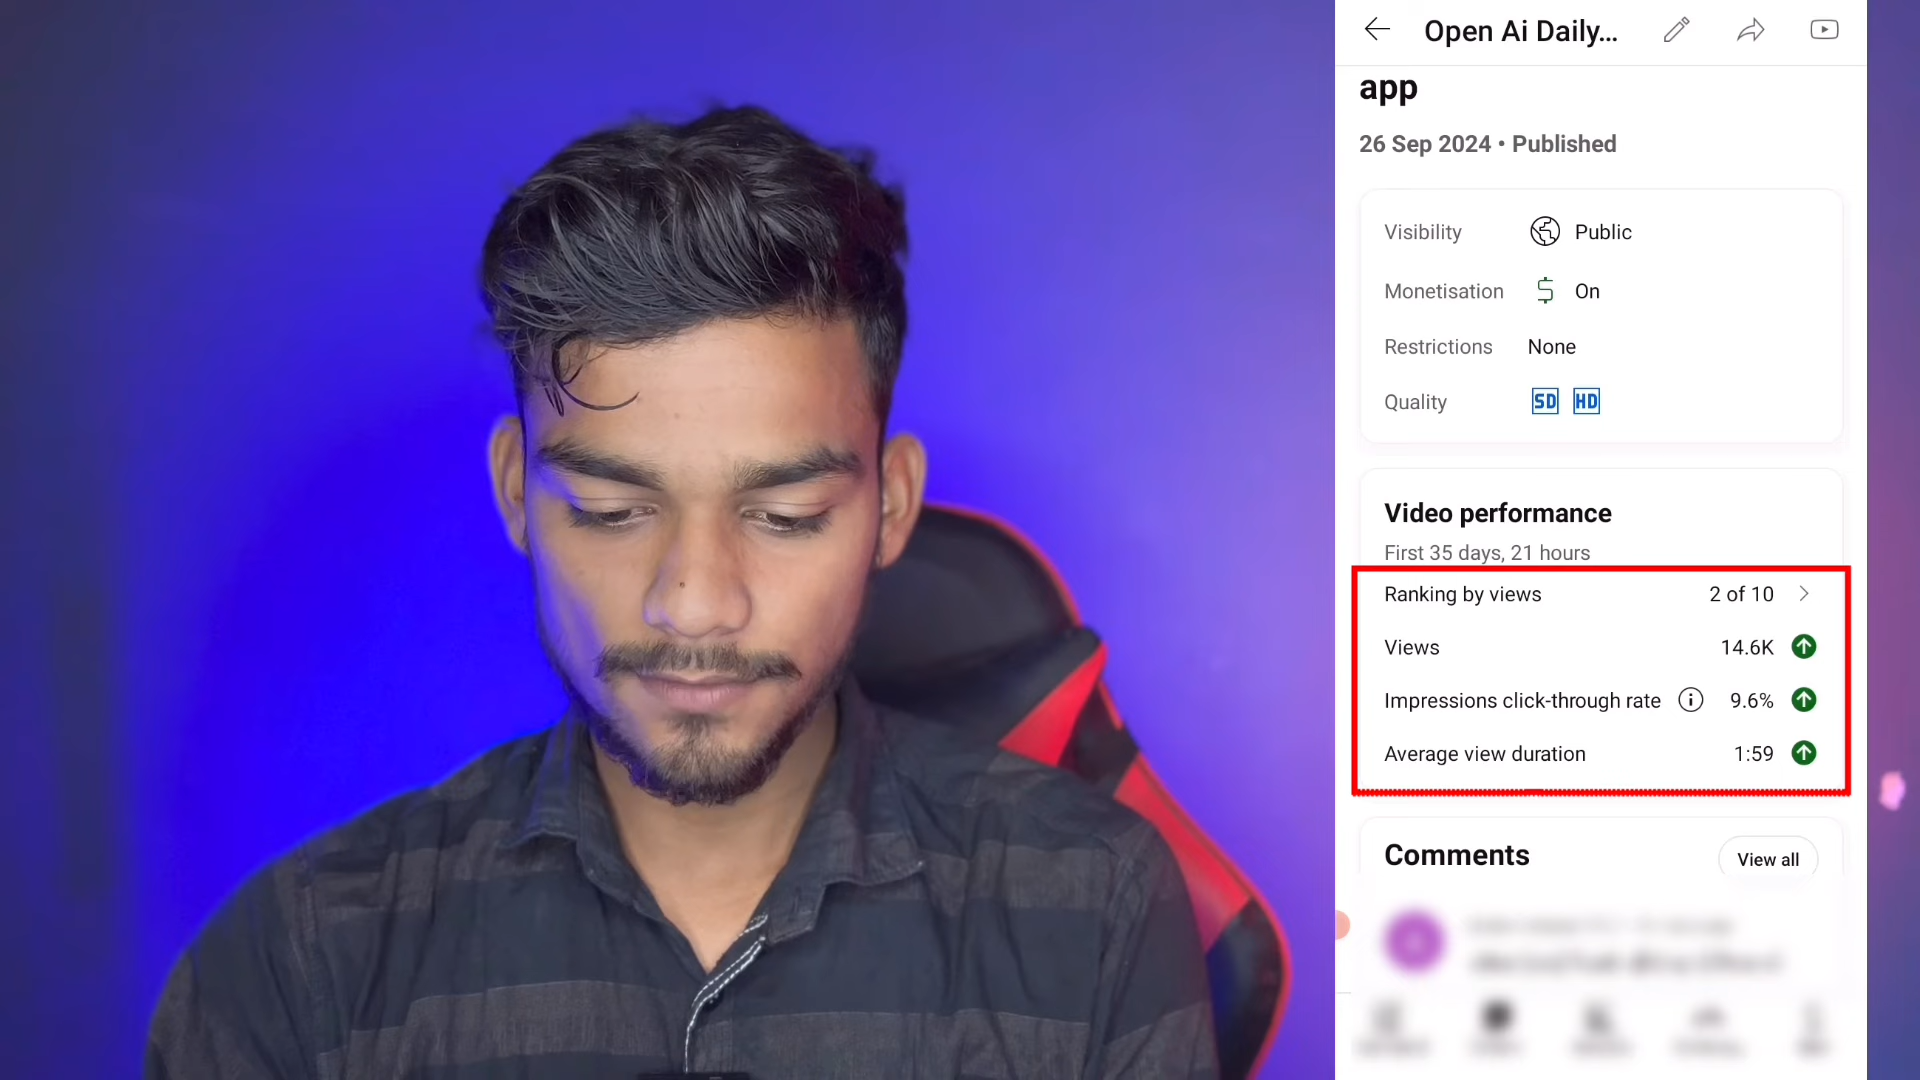 Open Ai Daily...
app
26 Sep 2024 • Published
Visibility Public
Monetisation On
Restrictions None
Quality SD HD
Video performance
First 35 days, 21 hours
Ranking by views 2 of 10
Views 14.6K
Impressions click-through rate 9.6%
Average view duration 1:59
Comments View all